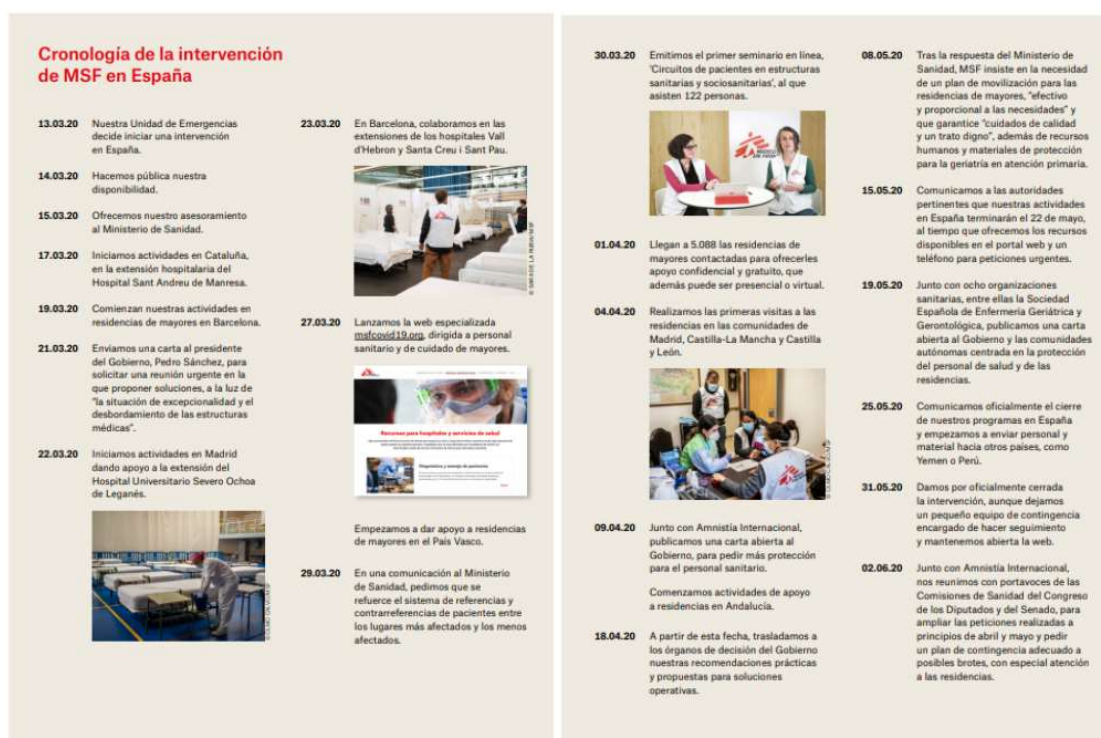 Cronología de la intervención
de MSF en España
13.03.20 Nuestra Unidad de Emergencias
decide iniciar una intervención
en España.
14.03.20 Hacemos pública nuestra
disponibilidad.
15.03.20 Ofrecemos nuestro asesoramiento
al Ministerio de Sanidad.
17.03.20 Iniciamos actividades en Cataluña,
en la extensión hospitalaria del
Hospital Sant Andreu de Manresa.
19.03.20 Comienzan nuestras actividades en
residencias de mayores en Barcelona.
21.03.20 Enviamos una carta al presidente
del Gobierno, Pedro Sánchez, para
solicitar una reunión urgente en la
que proponer soluciones, a la luz de
"la situación de excepcionalidad y el
desbordamiento de las estructuras
médicas".
22.03.20 Iniciamos actividades en Madrid
dando apoyo a la extensión del
Hospital Universitario Severo Ochoa
de Leganés.
23.03.20 En Barcelona, colaboramos en las
extensiones de los hospitales Vall
d'Hebron y Santa Creu i Sant Pau.
27.03.20 Lanzamos la web especializada
msfcovid19.org, dirigida a personal
sanitario y de cuidado de mayores.
Recursos para hospitales y servicios de salud
Diagnóstico y manejo de pacientes
Empezamos a dar apoyo a residencias
de mayores en el País Vasco.
29.03.20 En una comunicación al Ministerio
de Sanidad, pedimos que se
refuerce el sistema de referencias y
contrarreferencias de pacientes entre
los lugares más afectados y los menos
afectados.
30.03.20 Emitimos el primer seminario en línea,
'Circuitos de pacientes en estructuras
sanitarias y sociosanitarias', al que
asisten 122 personas.
01.04.20 Llegan a 5.088 las residencias de
mayores contactadas para ofrecerles
apoyo confidencial y gratuito, que
además puede ser presencial o virtual.
04.04.20 Realizamos las primeras visitas a las
residencias en las comunidades de
Madrid, Castilla-La Mancha y Castilla
y León.
09.04.20 Junto con Amnistía Internacional,
publicamos una carta abierta al
Gobierno, para pedir más protección
para el personal sanitario.
Comenzamos actividades de apoyo
a residencias en Andalucía.
18.04.20 A partir de esta fecha, trasladamos a
los órganos de decisión del Gobierno
nuestras recomendaciones prácticas
y propuestas para soluciones
operativas.
08.05.20 Tras la respuesta del Ministerio de
Sanidad, MSF insiste en la necesidad
de un plan de movilización para las
residencias de mayores, "efectivo
y proporcional a las necesidades" y
que garantice "cuidados de calidad
y un trato digno", además de recursos
humanos y materiales de protección
para la geriatría en atención primaria.
15.05.20 Comunicamos a las autoridades
pertinentes que nuestras actividades
en España terminarán el 22 de mayo,
al tiempo que ofrecemos los recursos
disponibles en el portal web y un
teléfono para peticiones urgentes.
19.05.20 Junto con ocho organizaciones
sanitarias, entre ellas la Sociedad
Española de Enfermería Geriátrica y
Gerontológica, publicamos una carta
abierta al Gobierno y las comunidades
autónomas centrada en la protección
del personal de salud y de las
residencias.
25.05.20 Comunicamos oficialmente el cierre
de nuestros programas en España
y empezamos a enviar personal y
material hacia otros países, como
Yemen o Perú.
31.05.20 Damos por oficialmente cerrada
la intervención, aunque dejamos
un pequeño equipo de contingencia
encargado de hacer seguimiento
y mantenemos abierta la web.
02.06.20 Junto con Amnistía Internacional,
nos reunimos con portavoces de las
Comisiones de Sanidad del Congreso
de los Diputados y del Senado, para
ampliar las peticiones realizadas a
principios de abril y mayo y pedir
un plan de contingencia adecuado a
posibles brotes, con especial atención
a las residencias.